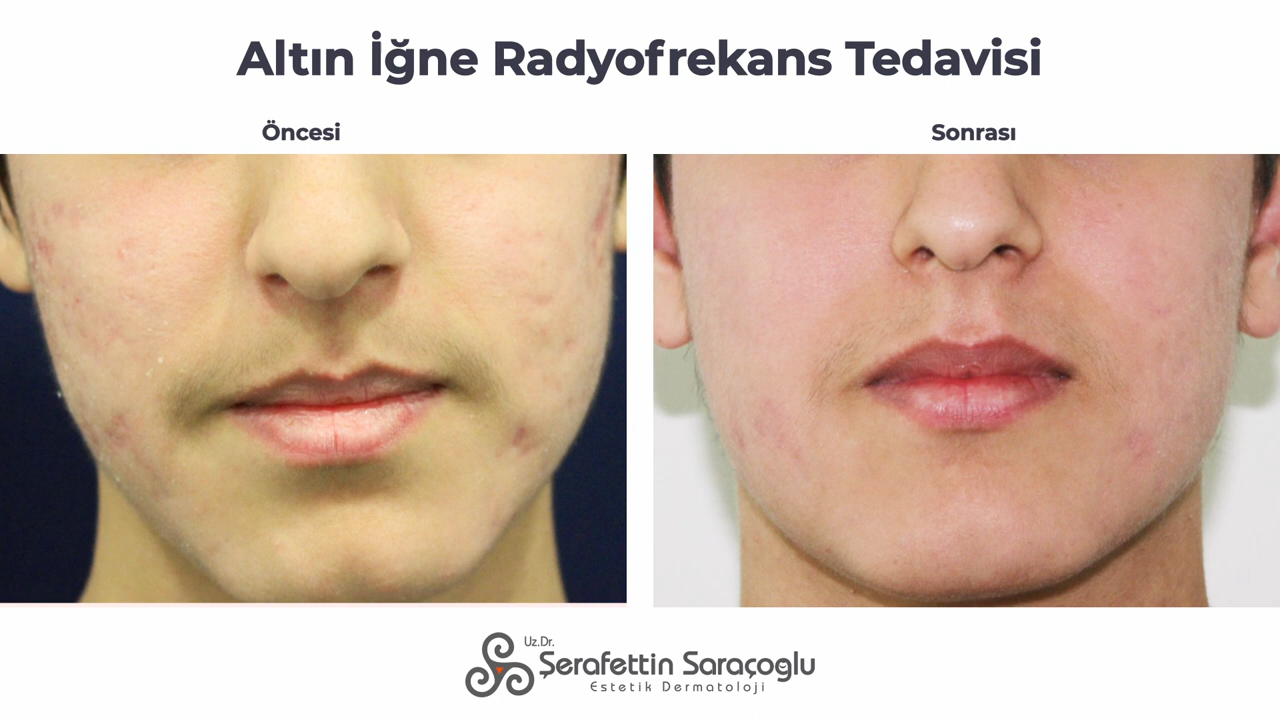 Altın İğne Radyofrekans Tedavisi
Öncesi
Sonrası
Uz.Dr.
Şerafettin Saraçoglu
Estetik Dermatoloji